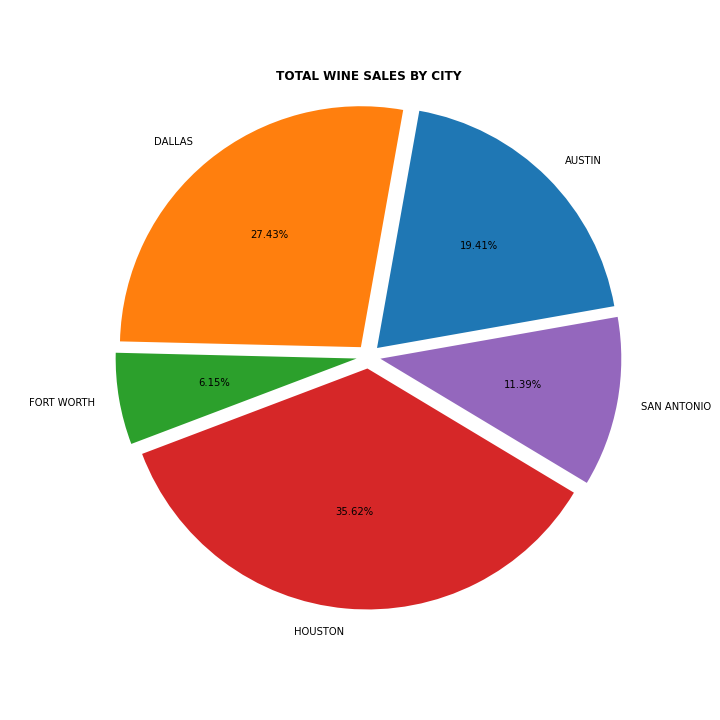 TOTAL WINE SALES BY CITY
DALLAS
AUSTIN
27.43%
19.41%
6.15%
11.39%
FORT WORTH
SAN ANTONIO
35.62%
HOUSTON